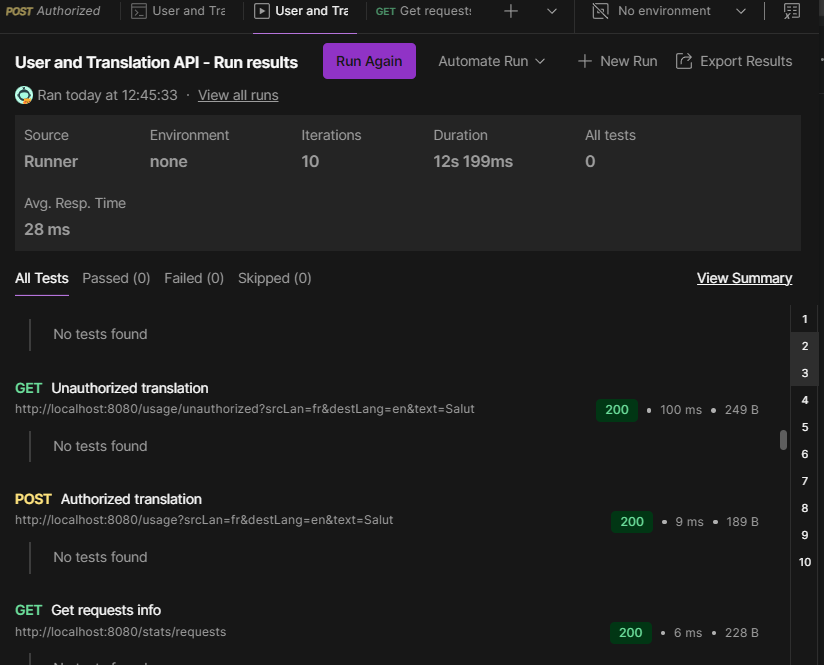 POST Authorized
User and Tra
User and Tra
GET Get requests
No environment
User and Translation API - Run results
Run Again
Automate Run
New Run
Export Results
Ran today at 12:45:33 · View all runs
Source
Environment
Iterations
Duration
All tests
Runner
none
10
12s 199ms
0
Avg. Resp. Time
28 ms
All Tests
Passed (0)
Failed (0)
Skipped (0)
View Summary
No tests found
GET Unauthorized translation
http://localhost:8080/usage/unauthorized?srcLan=fr&destLang=en&text=Salut
200 • 100 ms • 249 B
No tests found
POST Authorized translation
http://localhost:8080/usage?srcLan=fr&destLang=en&text=Salut
200 • 9 ms • 189 B
No tests found
GET Get requests info
http://localhost:8080/stats/requests
200 • 6 ms • 228 B
No tests found
1
2
3
4
5
6
7
8
9
10